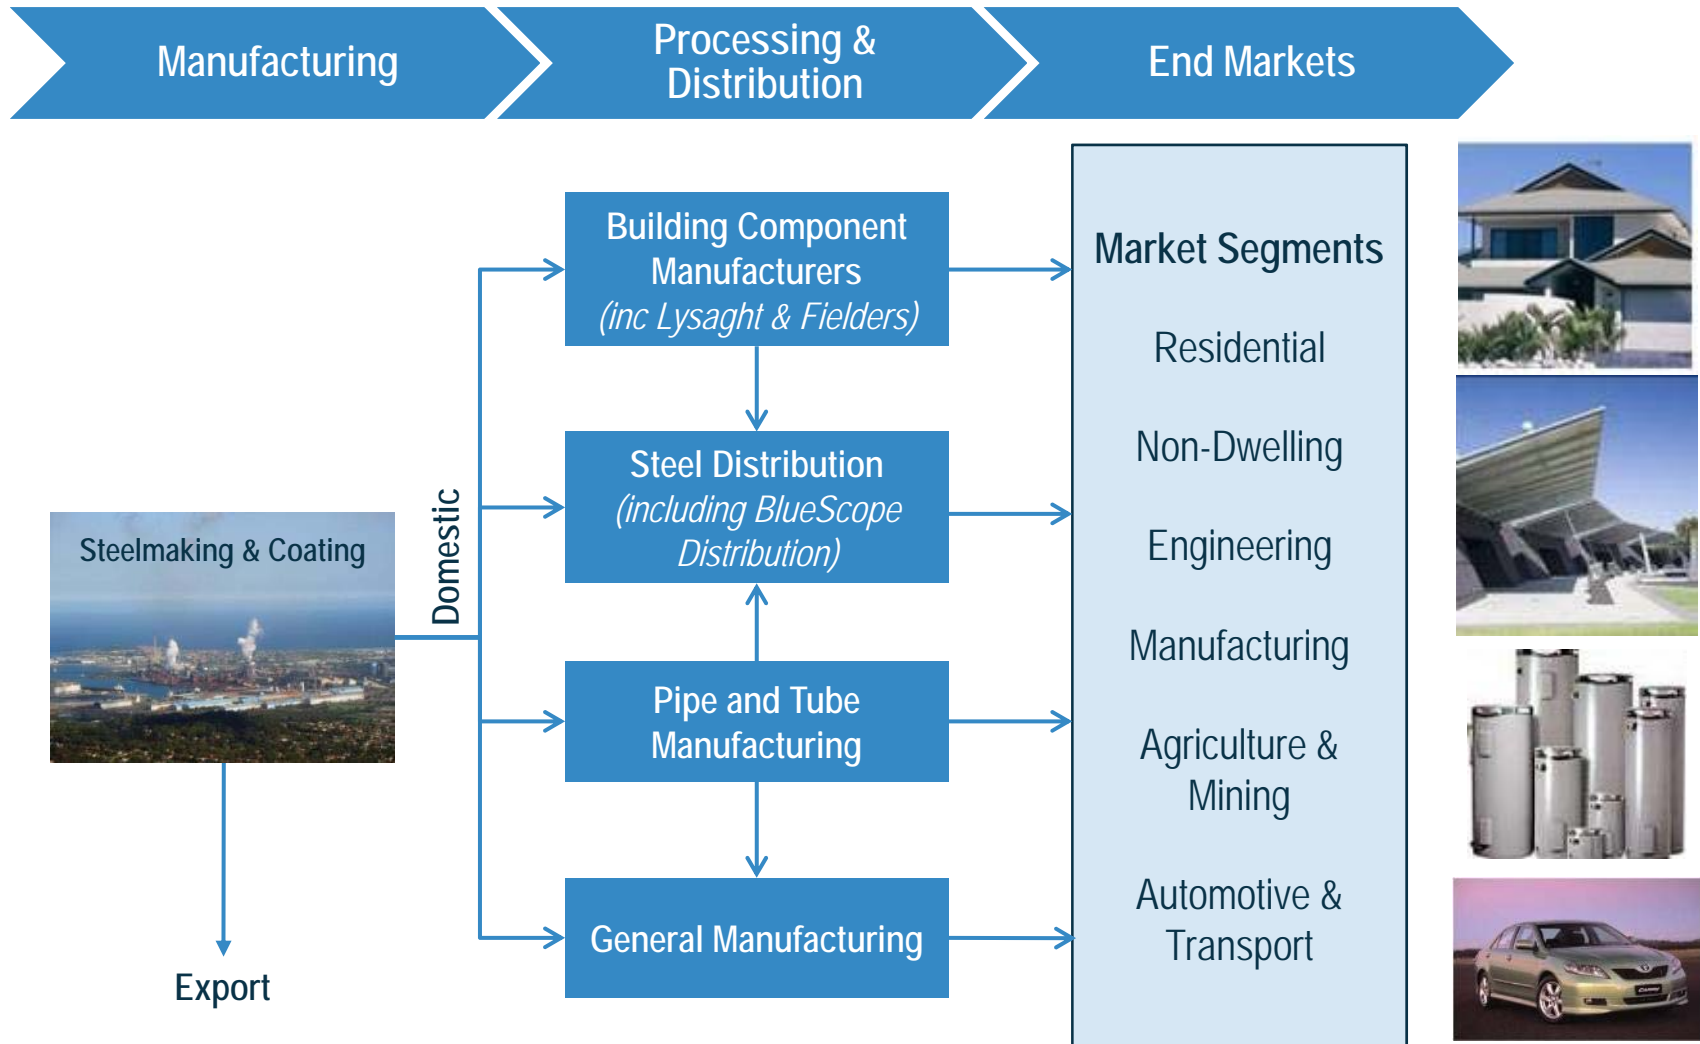 Manufacturing
Processing &
Distribution
End Markets
Building Component
Manufacturers
(inc Lysaght & Fielders)
Steel Distribution
(including BlueScope
Distribution)
Pipe and Tube
Manufacturing
General Manufacturing
Domestic
Steelmaking & Coating
Export
Market Segments
Residential
Non-Dwelling
Engineering
Manufacturing
Agriculture &
Mining
Automotive &
Transport